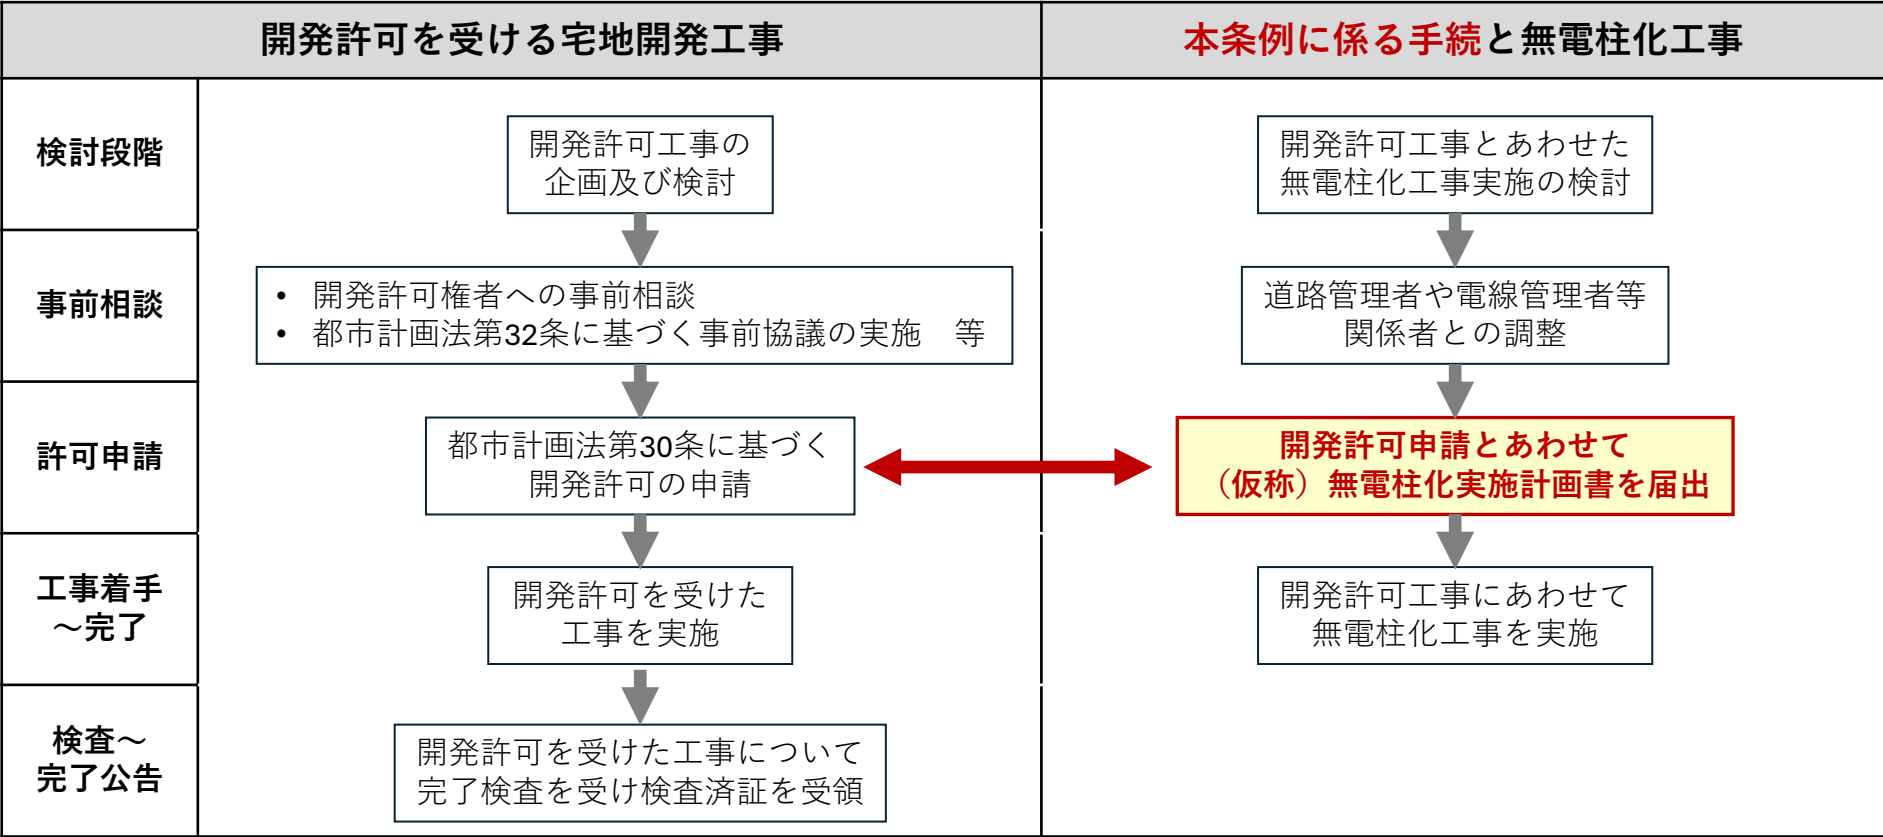 開発許可を受ける宅地開発工事
本条例に係る手続と無電柱化工事
検討段階
開発許可工事の
企画及び検討
開発許可工事とあわせた
無電柱化工事実施の検討
事前相談
• 開発許可権者への事前相談
• 都市計画法第32条に基づく事前協議の実施　等
道路管理者や電線管理者等
関係者との調整
許可申請
都市計画法第30条に基づく
開発許可の申請
開発許可申請とあわせて
（仮称）無電柱化実施計画書を届出
工事着手
～完了
開発許可を受けた
工事を実施
開発許可工事にあわせて
無電柱化工事を実施
検査～
完了公告
開発許可を受けた工事について
完了検査を受け検査済証を受領